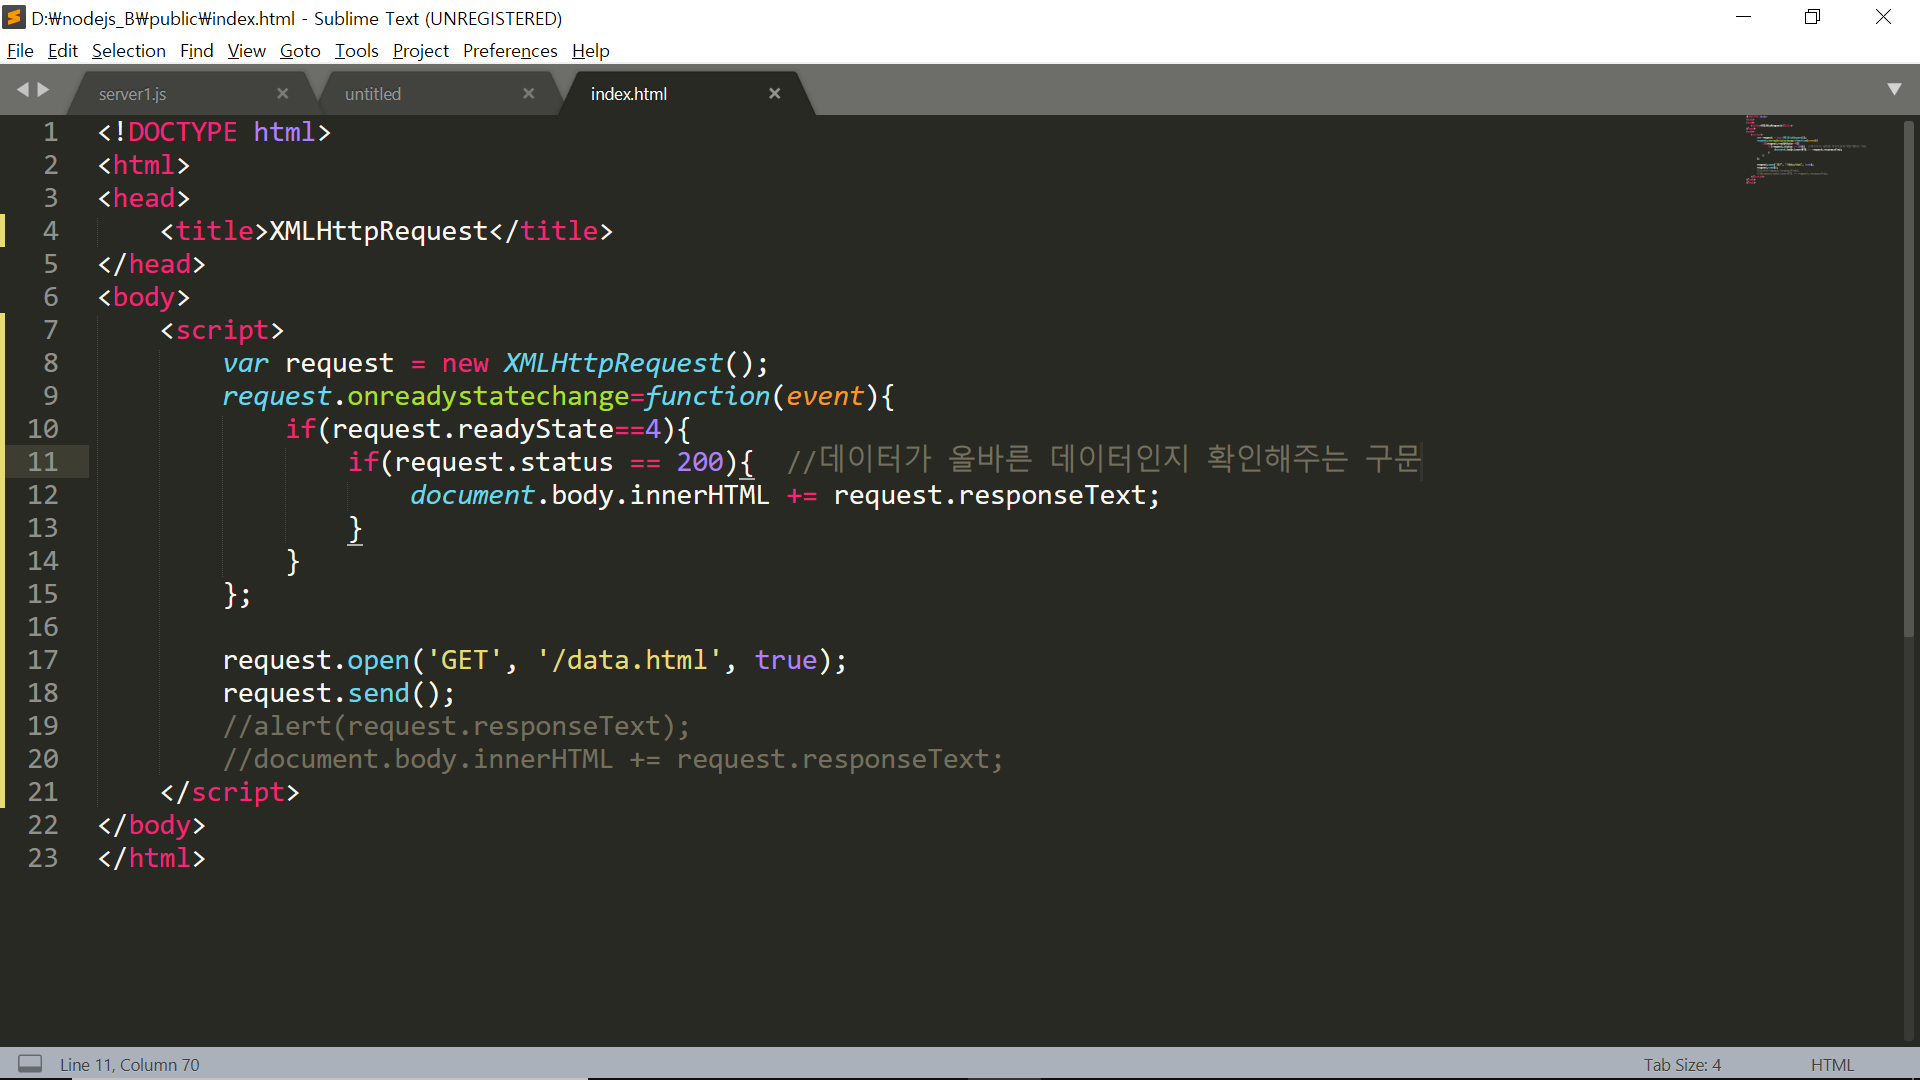 D:₩nodejs_B₩public₩index.html - Sublime Text (UNREGISTERED)
File Edit Selection Find View Goto Tools Project Preferences Help
server1.js × untitled × index.html ×
1 <!DOCTYPE html>
2 <html>
3 <head>
4 <title>XMLHttpRequest</title>
5 </head>
6 <body>
7 <script>
8 var request = new XMLHttpRequest();
9 request.onreadystatechange=function(event){
10 if(request.readyState==4){
11 if(request.status == 200){ //데이터가 올바른 데이터인지 확인해주는 구문
12 document.body.innerHTML += request.responseText;
13 }
14 }
15 };
16
17 request.open('GET', '/data.html', true);
18 request.send();
19 //alert(request.responseText);
20 //document.body.innerHTML += request.responseText;
21 </script>
22 </body>
23 </html>
Line 11, Column 70 Tab Size: 4 HTML